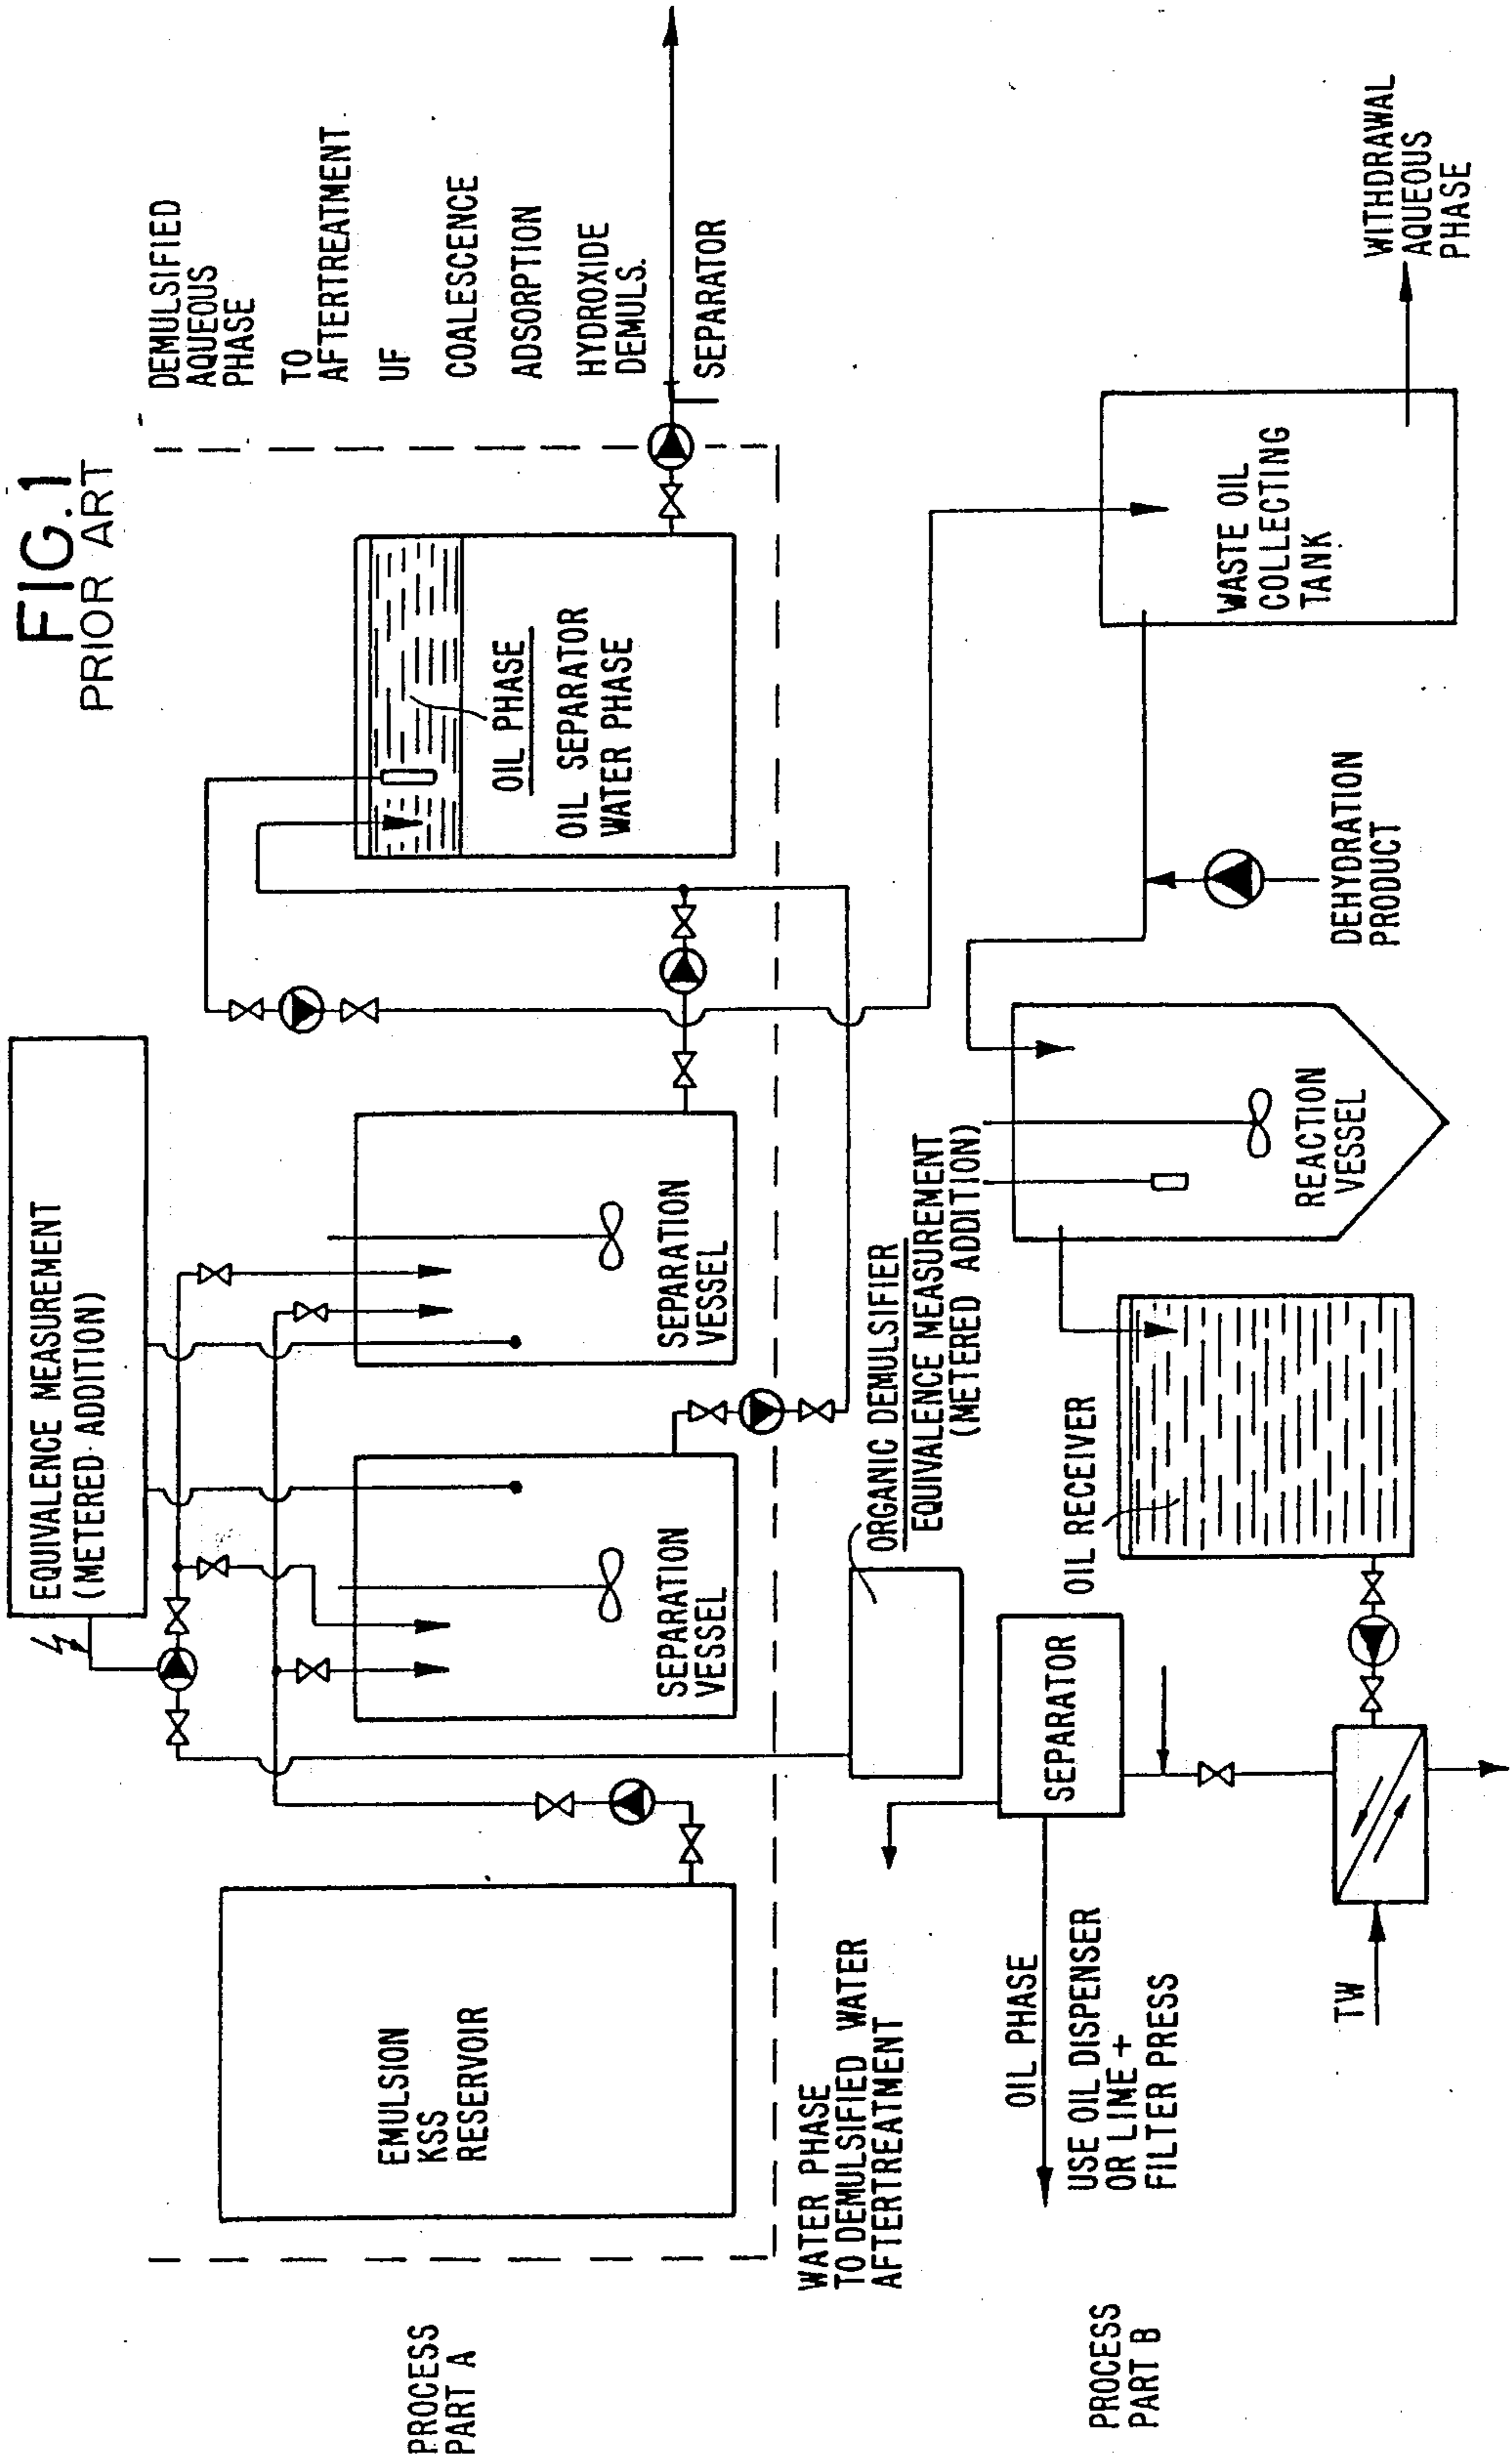 FIG.1
PRIOR ART
EQUIVALENCE MEASUREMENT
(METERED ADDITION)
DEMULSIFIED
AQUEOUS
PHASE
TO
AFTERTREATMENT
UF
COALESCENCE
ADSORPTION
HYDROXIDE
DEMULS.
SEPARATOR
PROCESS
PART A
EMULSION
KSS
RESERVOIR
SEPARATION
VESSEL
SEPARATION
VESSEL
OIL PHASE
OIL SEPARATOR
WATER PHASE
WATER PHASE
TO DEMULSIFIED WATER
AFTERTREATMENT
ORGANIC DEMULSIFIER
EQUIVALENCE MEASUREMENT
(METERED ADDITION)
PROCESS
PART B
OIL PHASE
USE OIL DISPENSER
OR LIME +
FILTER PRESS
SEPARATOR
OIL RECEIVER
REACTION
VESSEL
DEHYDRATION
PRODUCT
WASTE OIL
COLLECTING
TANK
WITHDRAWAL
AQUEOUS
PHASE
TW